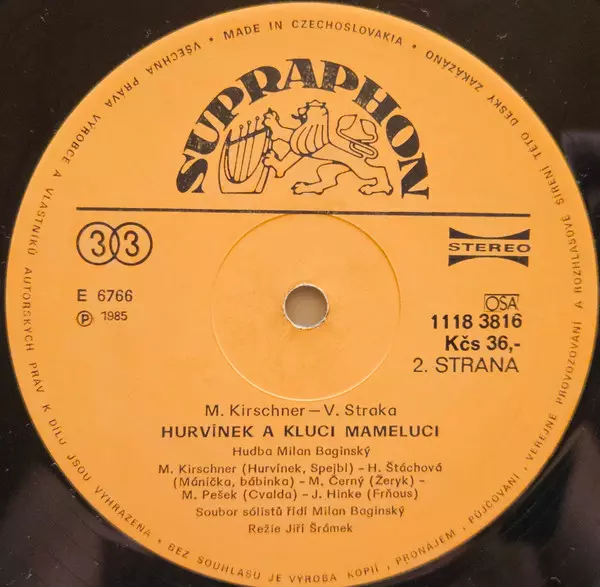 • MADE IN CZECHOSLOVAKIA •
VŠECHNA PRÁVA VÝROBCE A VLASTNÍKŮ AUTORSKÝCH PRÁV K DÍLU JSOU VYHRAZENA • BEZ SOUHLASU JE VÝROBA KOPIÍ, PRONÁJEM, PŮJČOVÁNÍ, VEŘEJNÉ PROVOZOVÁNÍ A ROZHLASOVÉ ŠÍŘENÍ TÉTO DESKY ZAKÁZÁNO
SUPRAPHON
33
STEREO
E 6766
Ⓟ 1985
OSA
1118 3816
Kčs 36,-
2. STRANA
M. Kirschner – V. Straka
HURVÍNEK A KLUCI MAMELUCI
Hudba Milan Baginský
M. Kirschner (Hurvínek, Spejbl) - H. Štáchová
(Mánička, bábinka) - M. Černý (Žeryk) -
M. Pešek (Cvalda) - J. Hinke (Frňous)
Soubor sólistů řídí Milan Baginský
Režie Jiří Šrámek